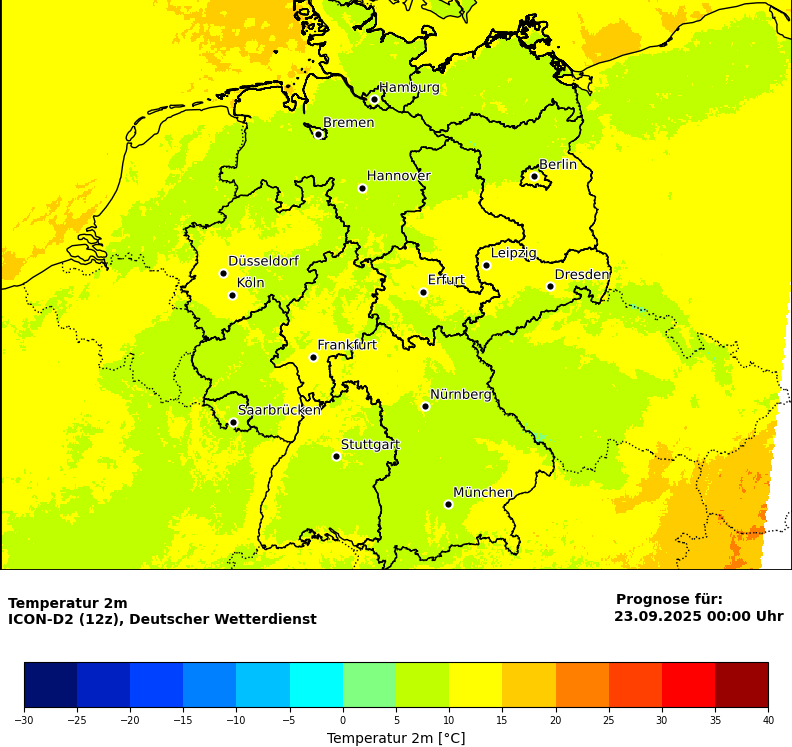 Hamburg
Bremen
Berlin
Hannover
Leipzig
Düsseldorf
Dresden
Köln
Erfurt
Frankfurt
Nürnberg
Saarbrücken
Stuttgart
München
Temperatur 2m
ICON-D2 (12z), Deutscher Wetterdienst
Prognose für:
23.09.2025 00:00 Uhr
−30 −25 −20 −15 −10 −5 0 5 10 15 20 25 30 35 40
Temperatur 2m [°C]